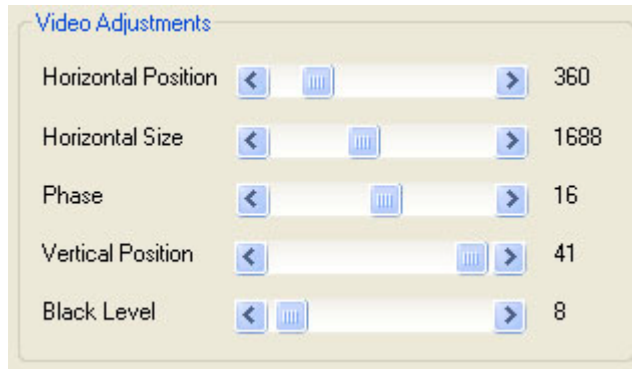 Video Adjustments
Horizontal Position 360
Horizontal Size 1688
Phase 16
Vertical Position 41
Black Level 8